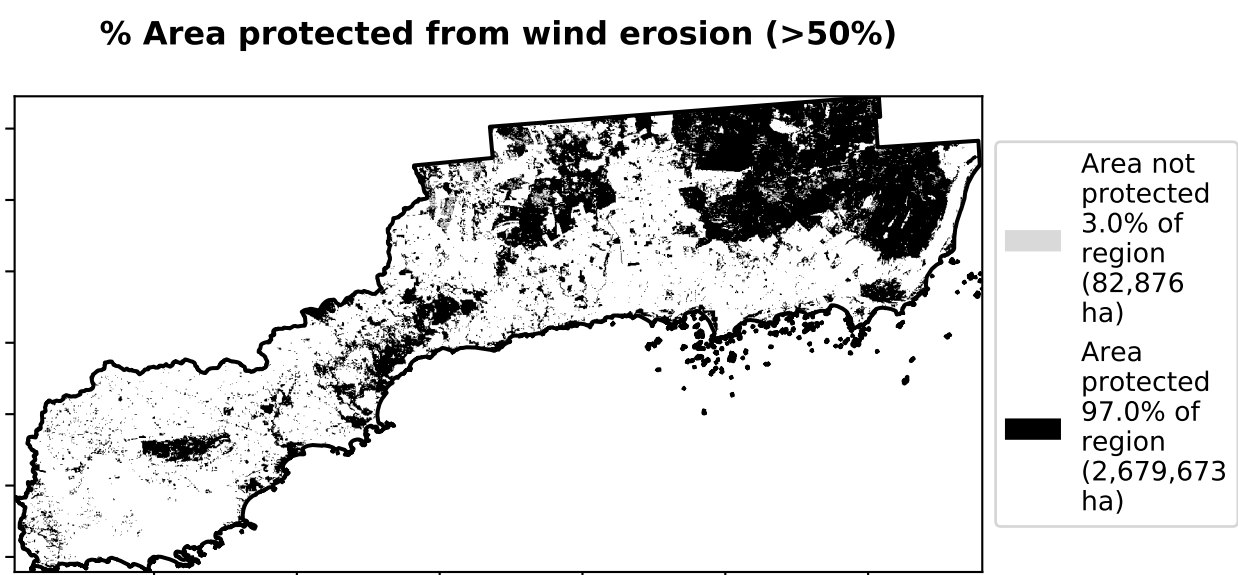 % Area protected from wind erosion (>50%)
Area not
protected
3.0% of
region
(82,876
ha)
Area
protected
97.0% of
region
(2,679,673
ha)